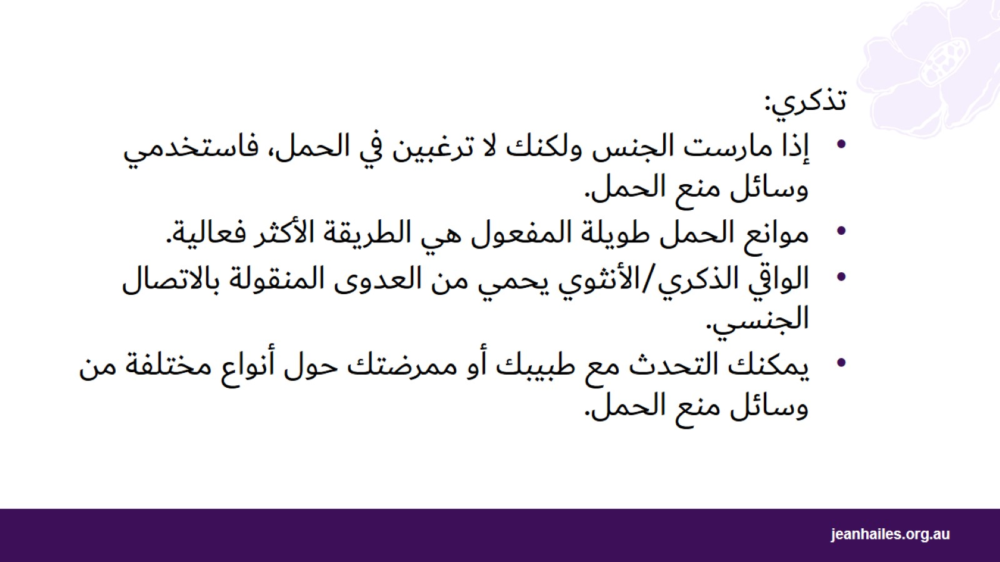 تذكري:
• إذا مارست الجنس ولكنك لا ترغبين في الحمل، فاستخدمي
وسائل منع الحمل.
• موانع الحمل طويلة المفعول هي الطريقة الأكثر فعالية.
• الواقي الذكري/الأنثوي يحمي من العدوى المنقولة بالاتصال
الجنسي.
• يمكنك التحدث مع طبيبك أو ممرضتك حول أنواع مختلفة من
وسائل منع الحمل.
jeanhailes.org.au